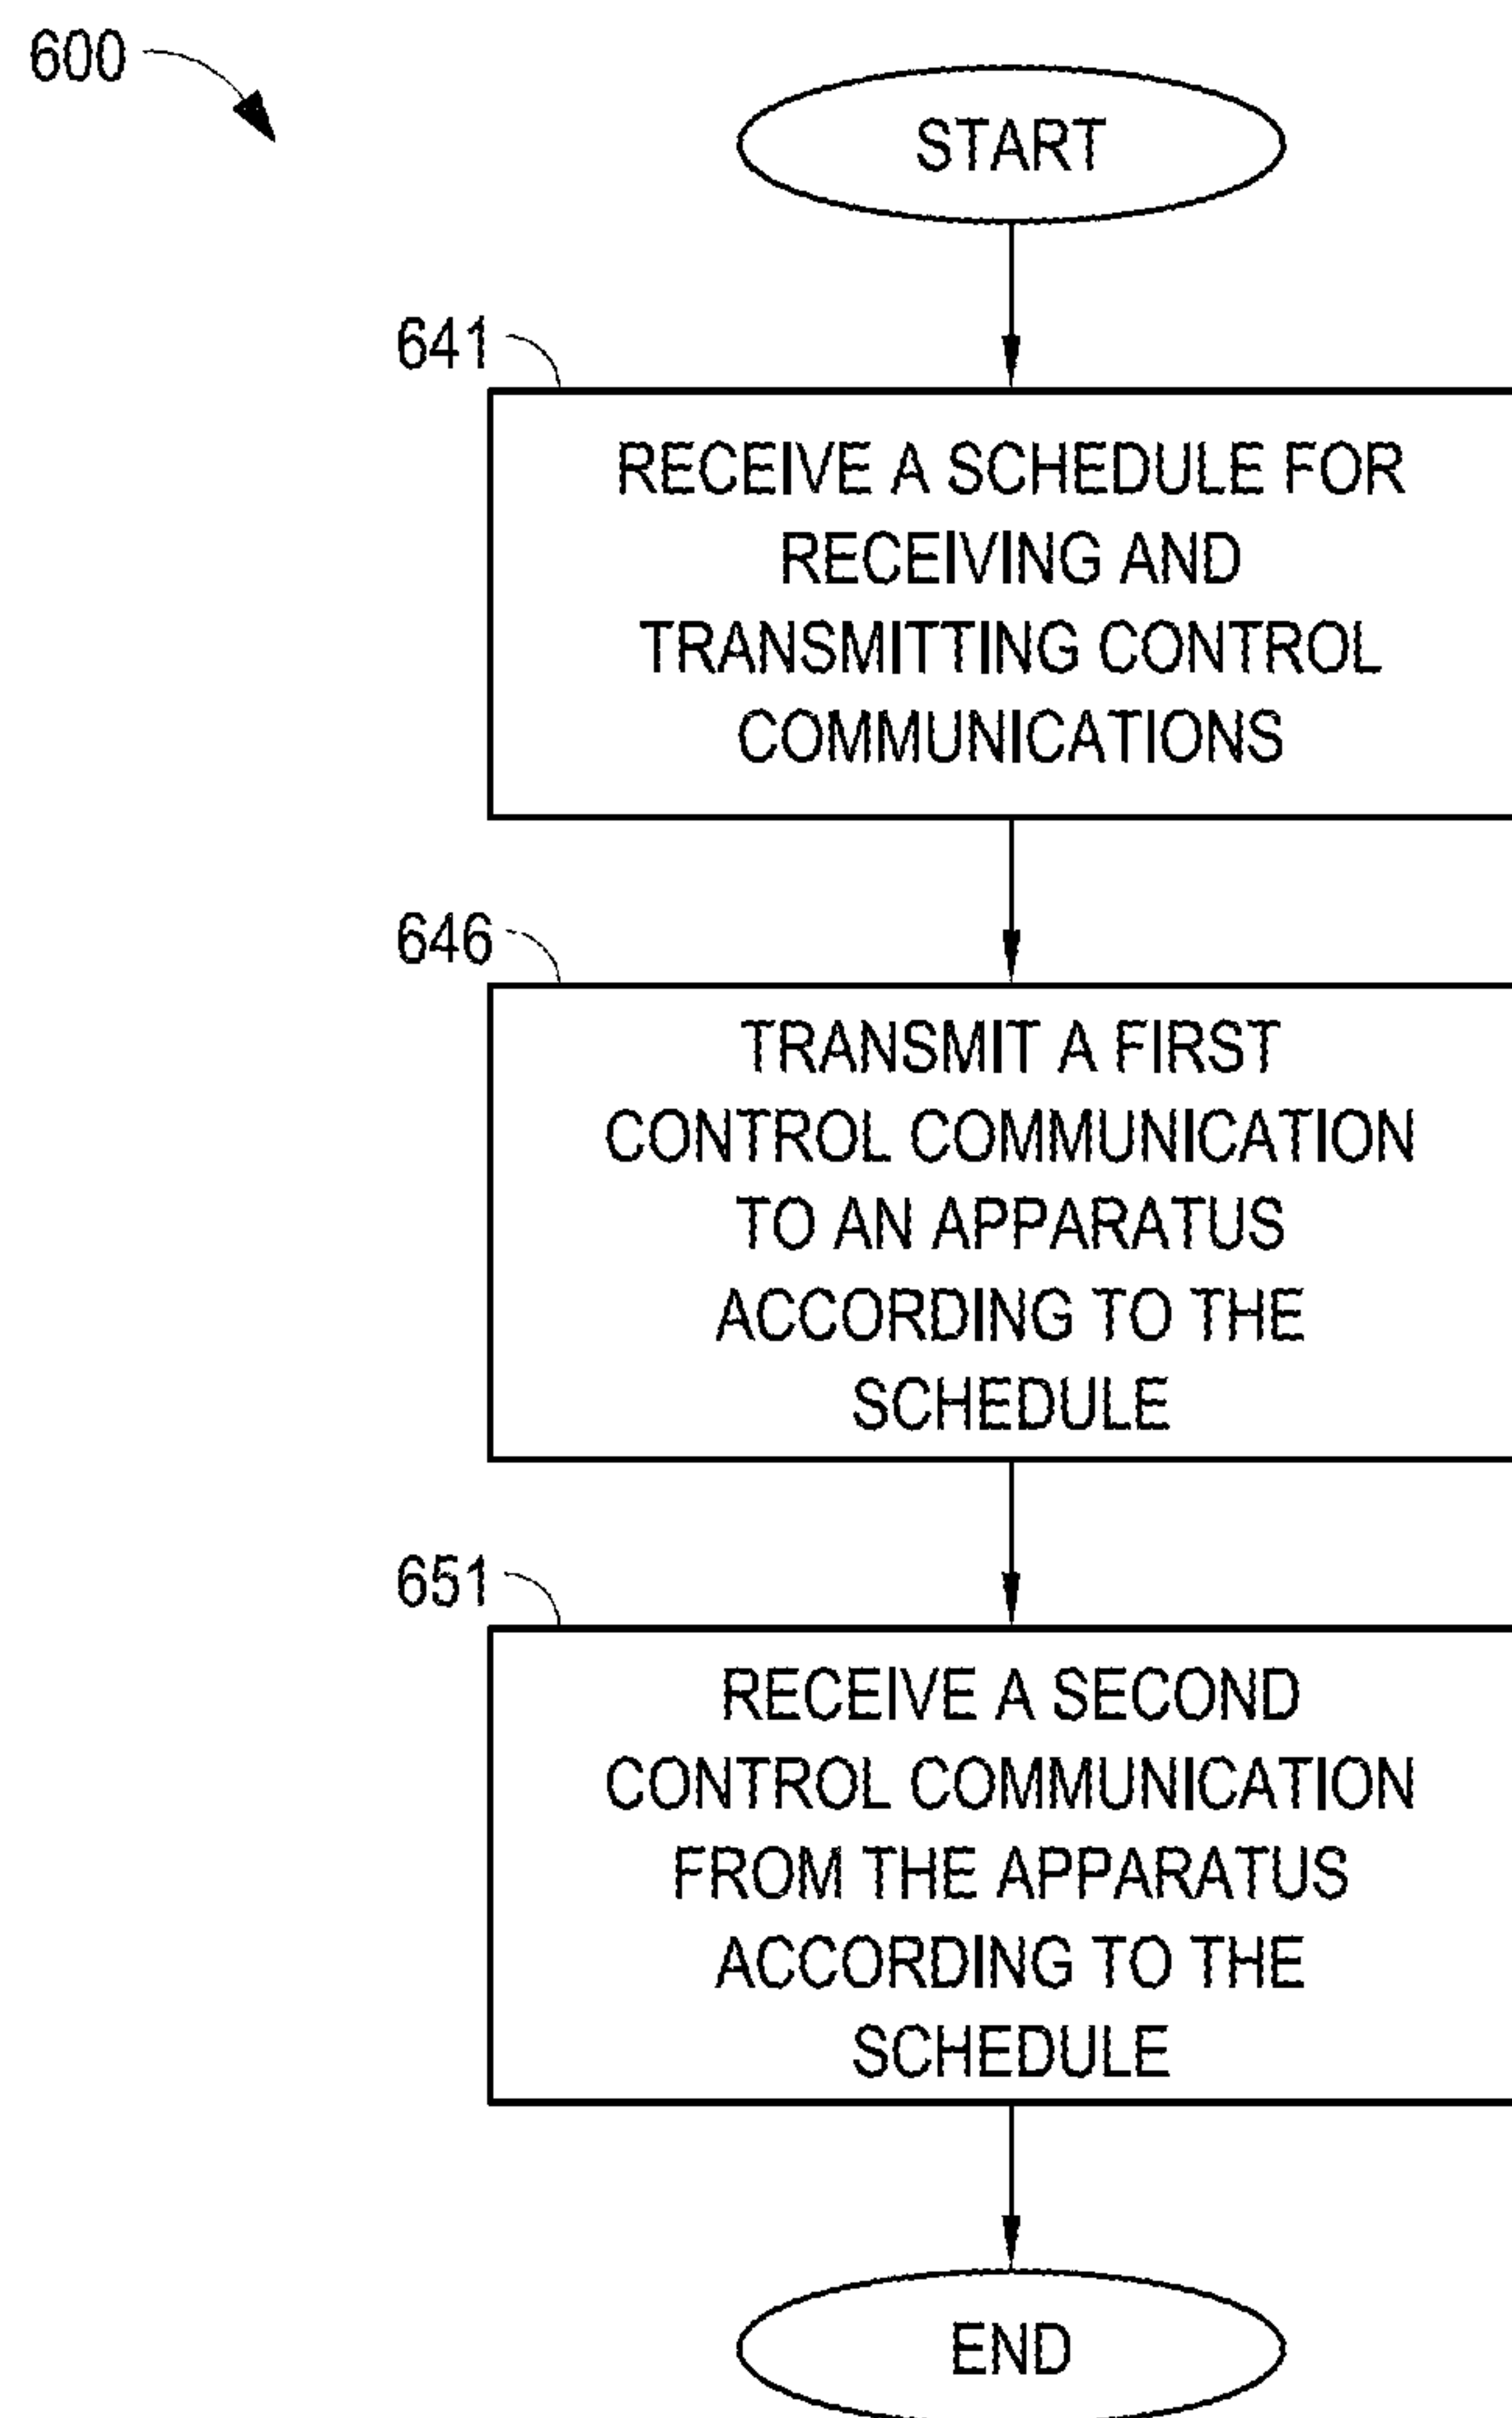 600
START
641
RECEIVE A SCHEDULE FOR
RECEIVING AND
TRANSMITTING CONTROL
COMMUNICATIONS
646
TRANSMIT A FIRST
CONTROL COMMUNICATION
TO AN APPARATUS
ACCORDING TO THE
SCHEDULE
651
RECEIVE A SECOND
CONTROL COMMUNICATION
FROM THE APPARATUS
ACCORDING TO THE
SCHEDULE
END